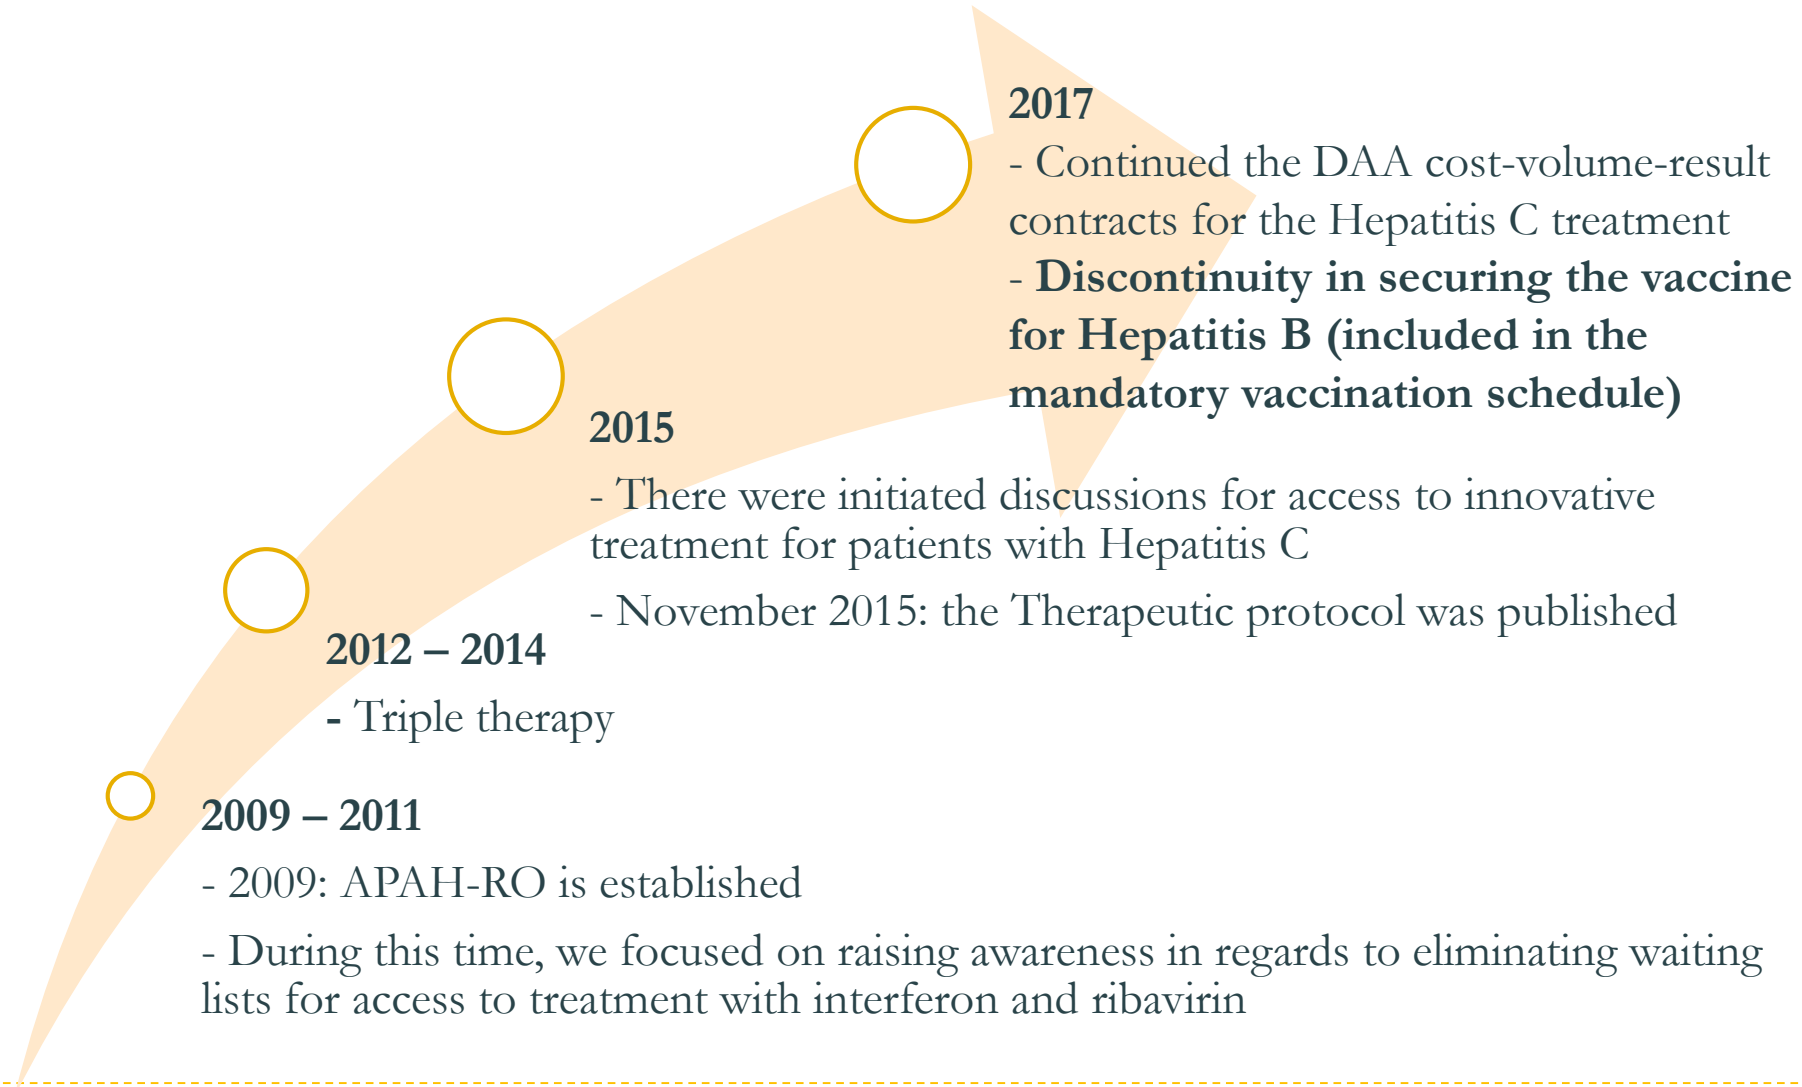 2017
- Continued the DAA cost-volume-result
contracts for the Hepatitis C treatment
- Discontinuity in securing the vaccine
for Hepatitis B (included in the
mandatory vaccination schedule)
2015
- There were initiated discussions for access to innovative
treatment for patients with Hepatitis C
- November 2015: the Therapeutic protocol was published
2012 – 2014
- Triple therapy
2009 – 2011
- 2009: APAH-RO is established
- During this time, we focused on raising awareness in regards to eliminating waiting
lists for access to treatment with interferon and ribavirin